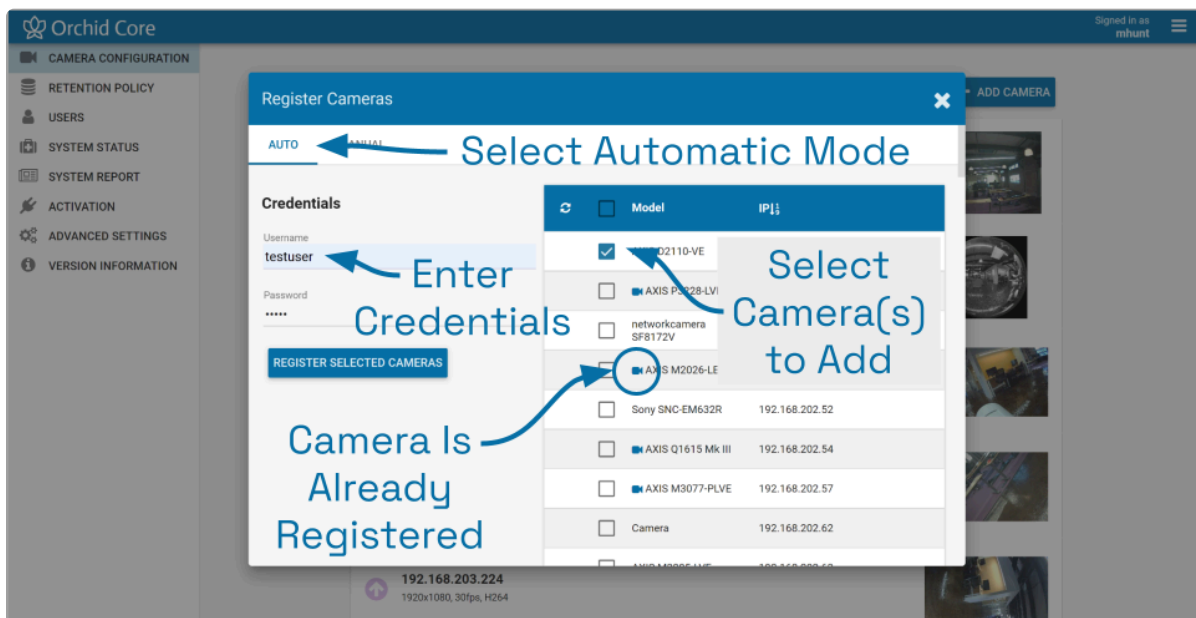 Orchid Core
Signed in as
mhunt
CAMERA CONFIGURATION
RETENTION POLICY
USERS
SYSTEM STATUS
SYSTEM REPORT
ACTIVATION
ADVANCED SETTINGS
VERSION INFORMATION
ADD CAMERA
Register Cameras
AUTO
Select Automatic Mode
Credentials
Username
testuser
Enter
Credentials
Password
•••••
REGISTER SELECTED CAMERAS
Camera Is
Already
Registered
Model IP
D2110-VE
Select
Camera(s)
to Add
AXIS P3228-LV
networkcamera
SF8172V
AXIS M2026-LE
Sony SNC-EM632R 192.168.202.52
AXIS Q1615 Mk III 192.168.202.54
AXIS M3077-PLVE 192.168.202.57
Camera 192.168.202.62
192.168.203.224
1920x1080, 30fps, H264